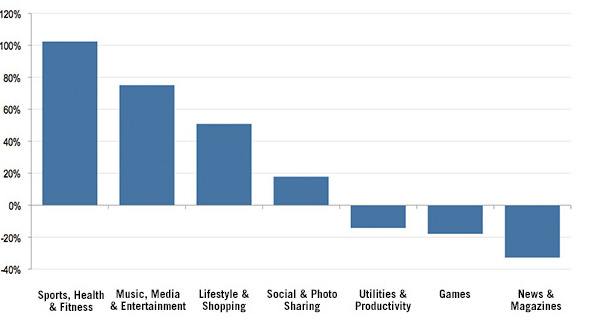 120%
100%
80%
60%
40%
20%
0%
-20%
-40%
Sports, Health
& Fitness
Music, Media
& Entertainment
Lifestyle &
Shopping
Social & Photo
Sharing
Utilities &
Productivity
Games
News &
Magazines